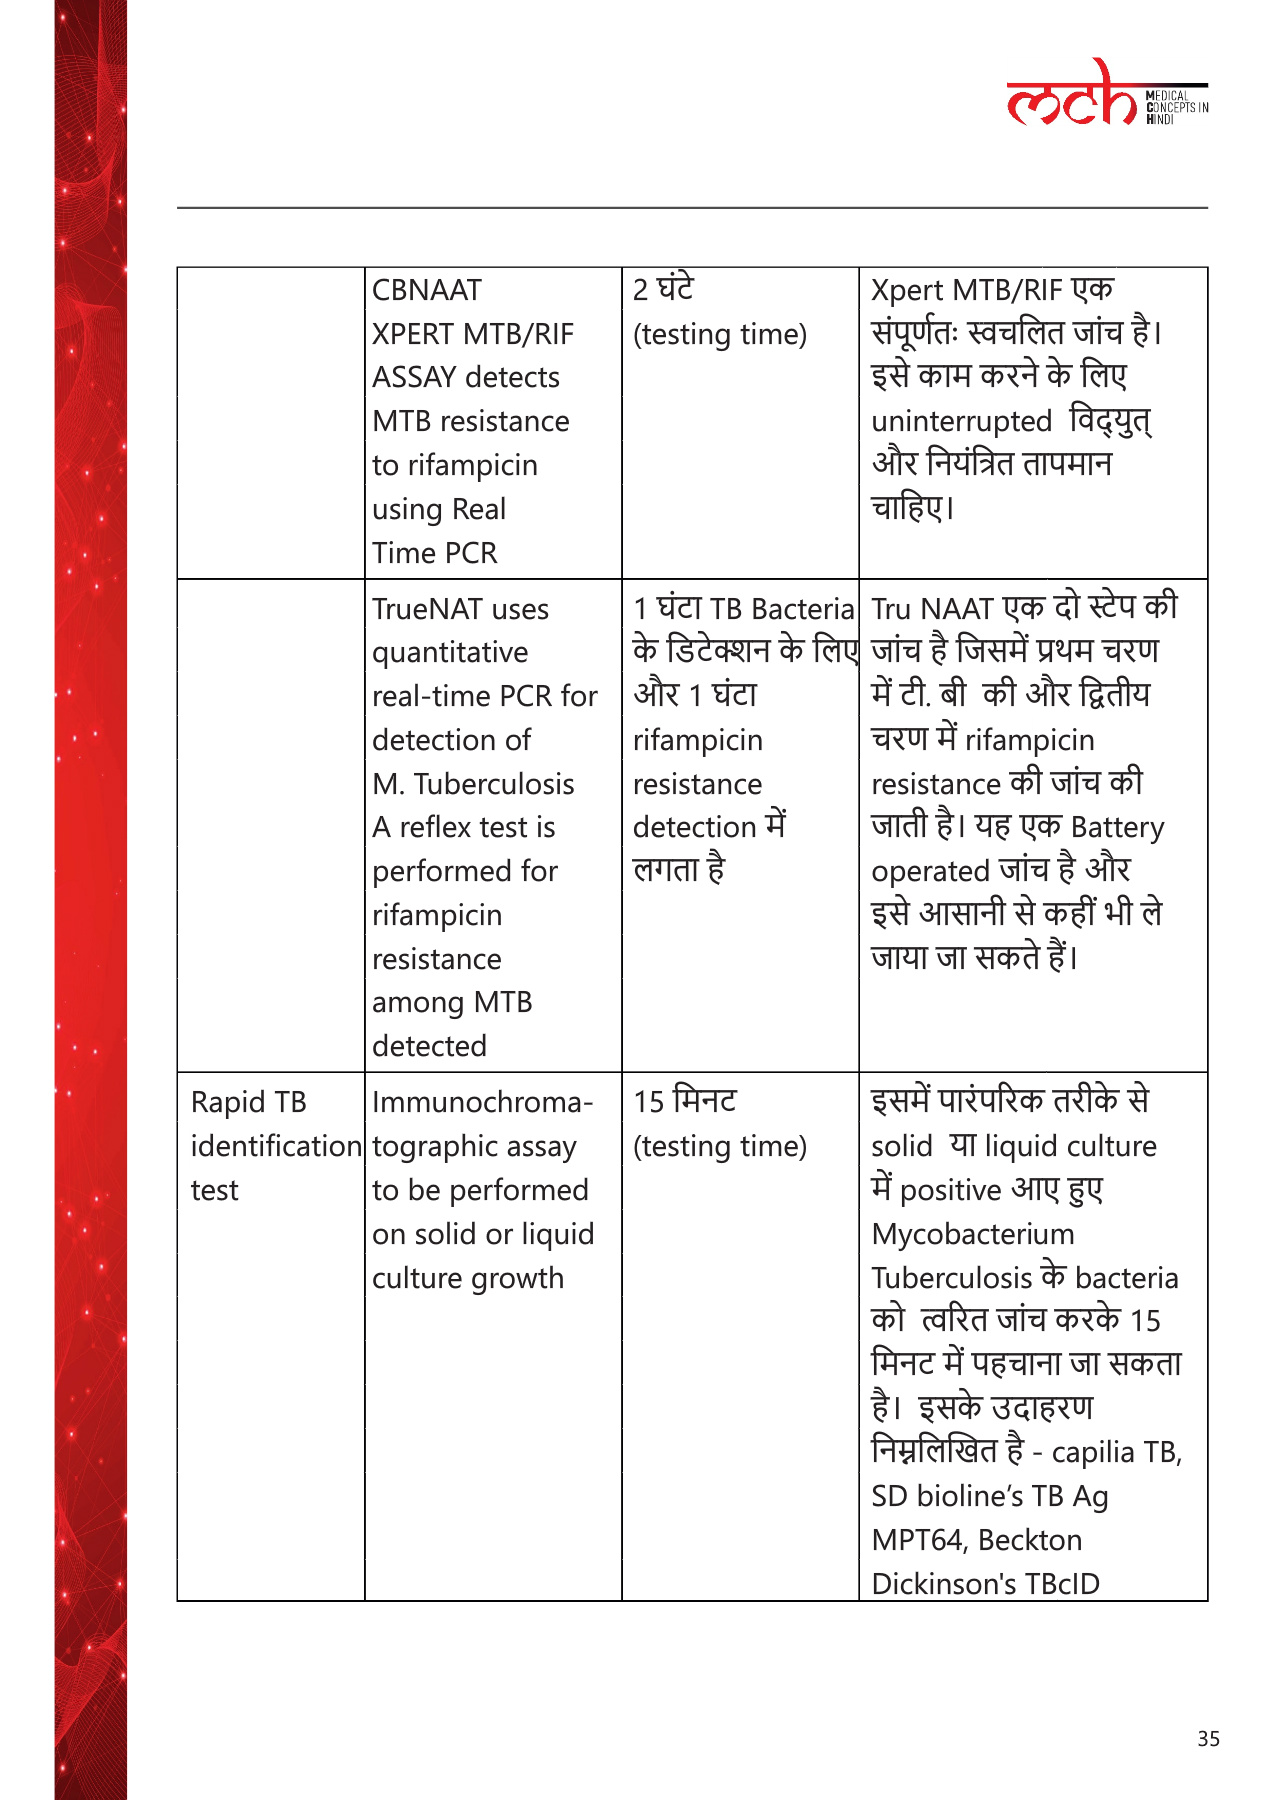 mch
MEDICAL
CONCEPTS IN
HINDI
CBNAAT
XPERT MTB/RIF
ASSAY detects
MTB resistance
to rifampicin
using Real
Time PCR
2 घंटे
(testing time)
Xpert MTB/RIF एक
संपूर्णतः स्वचलित जांच है।
इसे काम करने के लिए
uninterrupted विद्युत्
और नियंत्रित तापमान
चाहिए।
TrueNAT uses
quantitative
real-time PCR for
detection of
M. Tuberculosis
A reflex test is
performed for
rifampicin
resistance
among MTB
detected
1 घंटा TB Bacteria
के डिटेक्शन के लिए
और 1 घंटा
rifampicin
resistance
detection में
लगता है
Tru NAAT एक दो स्टेप की
जांच है जिसमें प्रथम चरण
में टी. बी की और द्वितीय
चरण में rifampicin
resistance की जांच की
जाती है। यह एक Battery
operated जांच है और
इसे आसानी से कहीं भी ले
जाया जा सकते हैं।
Rapid TB
identification
test
Immunochroma-
tographic assay
to be performed
on solid or liquid
culture growth
15 मिनट
(testing time)
इसमें पारंपरिक तरीके से
solid या liquid culture
में positive आए हुए
Mycobacterium
Tuberculosis के bacteria
को त्वरित जांच करके 15
मिनट में पहचाना जा सकता
है। इसके उदाहरण
निम्नलिखित है - capilia TB,
SD bioline’s TB Ag
MPT64, Beckton
Dickinson's TBcID
35